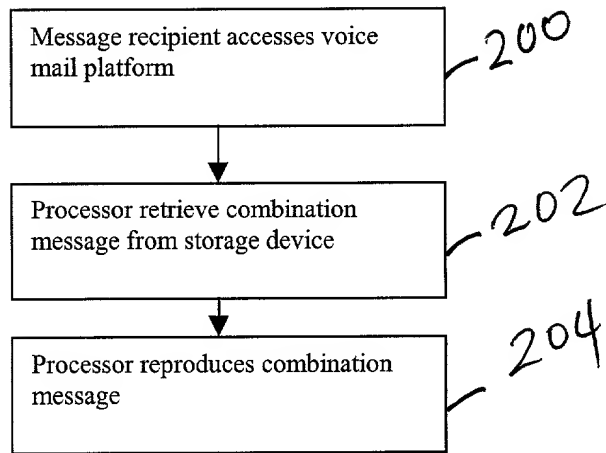 Message recipient accesses voice
mail platform
200
Processor retrieve combination
message from storage device
202
Processor reproduces combination
message
204